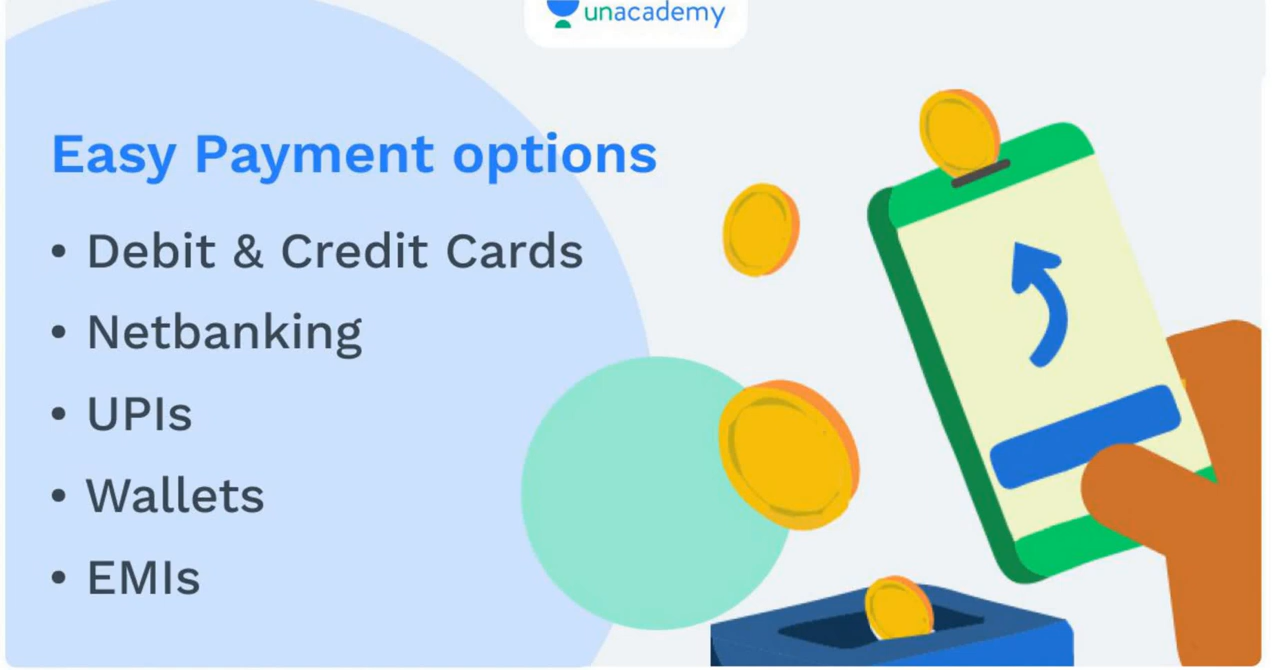 unacademy
Easy Payment options
• Debit & Credit Cards
• Netbanking
• UPIs
• Wallets
• EMIs